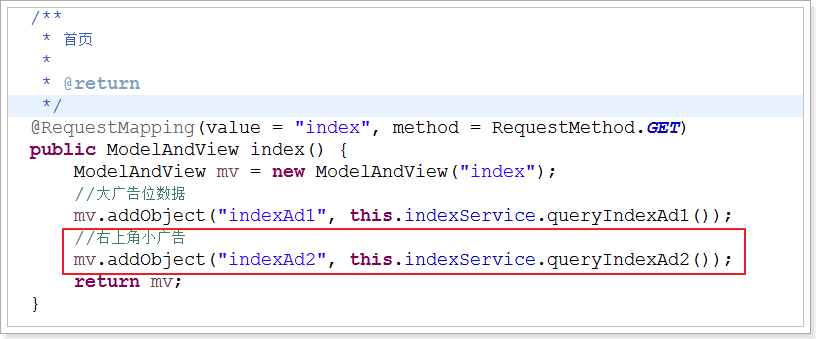 /**
 * 首页
 *
 * @return
 */
@RequestMapping(value = "index", method = RequestMethod.GET)
public ModelAndView index() {
    ModelAndView mv = new ModelAndView("index");
    //大广告位数据
    mv.addObject("indexAd1", this.indexService.queryIndexAd1());
    //右上角小广告
    mv.addObject("indexAd2", this.indexService.queryIndexAd2());
    return mv;
}